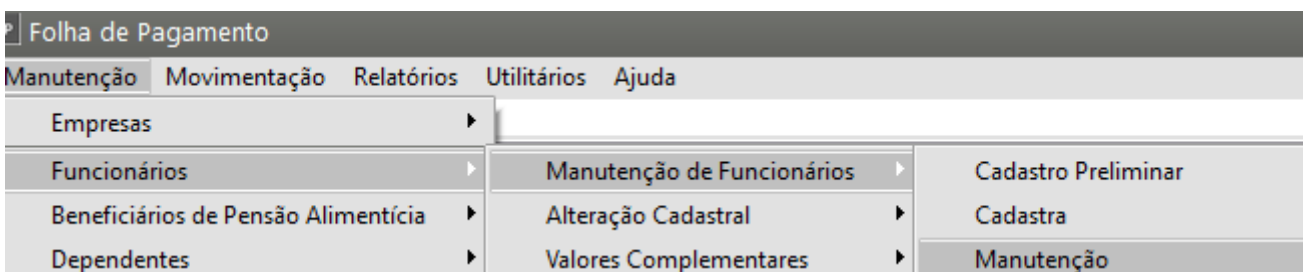 Folha de Pagamento
Manutenção Movimentação Relatórios Utilitários Ajuda
Empresas
Funcionários Manutenção de Funcionários Cadastro Preliminar
Beneficiários de Pensão Alimentícia Alteração Cadastral Cadastra
Dependentes Valores Complementares Manutenção